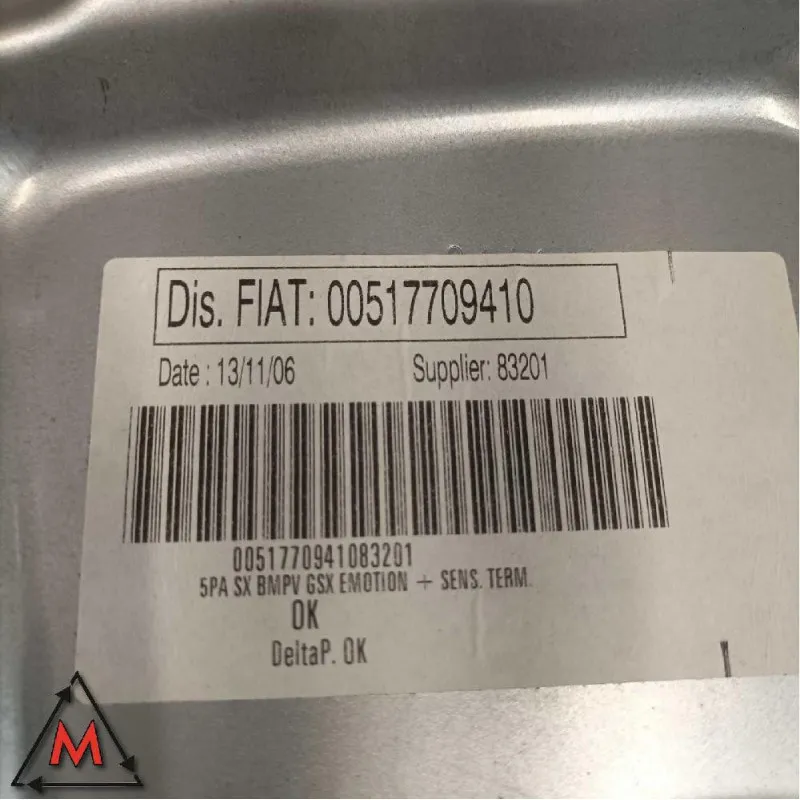 Dis. FIAT: 00517709410
Date : 13/11/06 Supplier: 83201
0051770941083201
5PA SX BMPV GSX EMOTION + SENS. TERM.
OK
DeltaP. OK
M